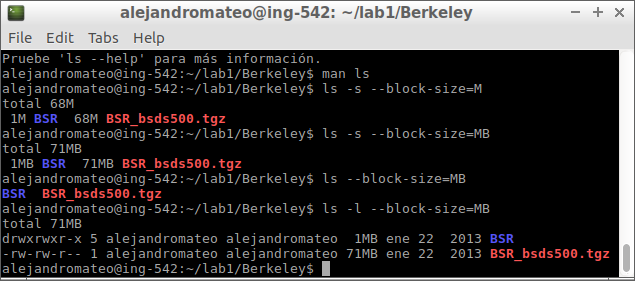 alejandromateo@ing-542: ~/lab1/Berkeley
File Edit Tabs Help
Pruebe 'ls --help' para más información.
alejandromateo@ing-542:~/lab1/Berkeley$ man ls
alejandromateo@ing-542:~/lab1/Berkeley$ ls -s --block-size=M
total 68M
 1M BSR  68M BSR_bsds500.tgz
alejandromateo@ing-542:~/lab1/Berkeley$ ls -s --block-size=MB
total 71MB
 1MB BSR  71MB BSR_bsds500.tgz
alejandromateo@ing-542:~/lab1/Berkeley$ ls --block-size=MB
BSR  BSR_bsds500.tgz
alejandromateo@ing-542:~/lab1/Berkeley$ ls -l --block-size=MB
total 71MB
drwxrwxr-x 5 alejandromateo alejandromateo  1MB ene 22  2013 BSR
-rw-rw-r-- 1 alejandromateo alejandromateo 71MB ene 22  2013 BSR_bsds500.tgz
alejandromateo@ing-542:~/lab1/Berkeley$